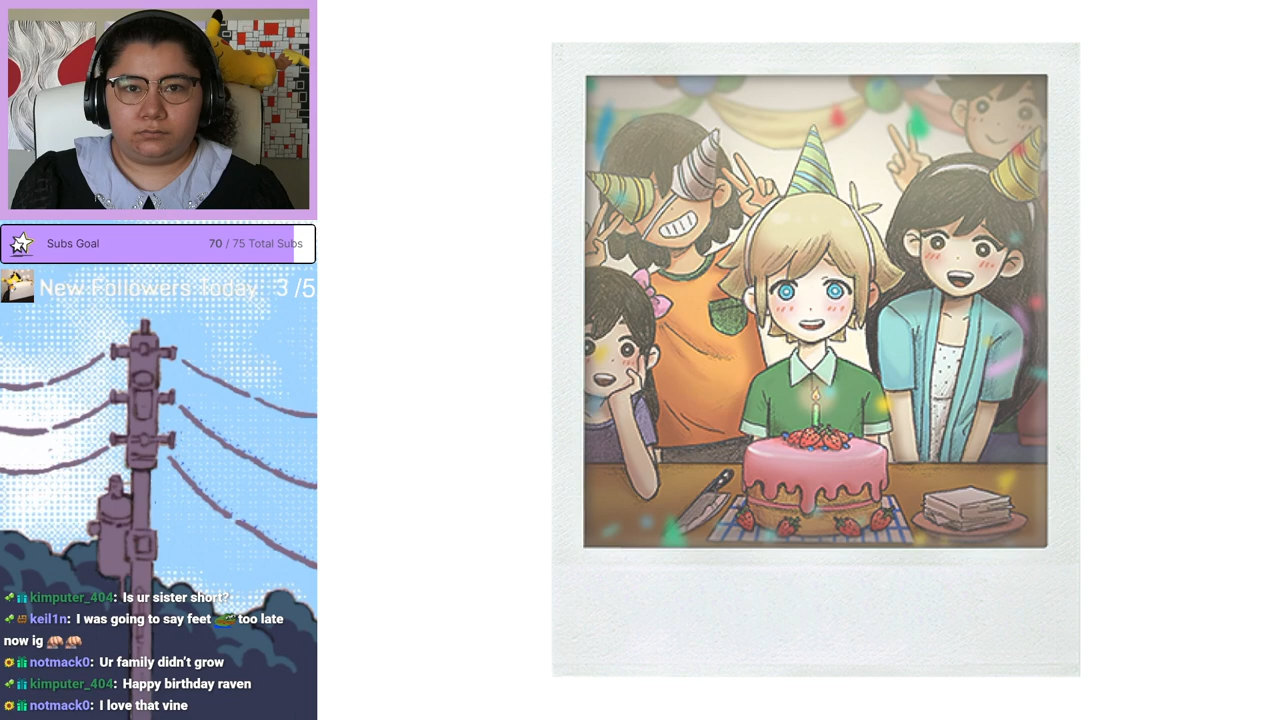 Subs Goal 70 / 75 Total Subs
New Followers Today 3 /5
kimputer_404: Is ur sister short?
keil1n: I was going to say feet too late
now ig
notmack0: Ur family didn't grow
kimputer_404: Happy birthday raven
notmack0: I love that vine